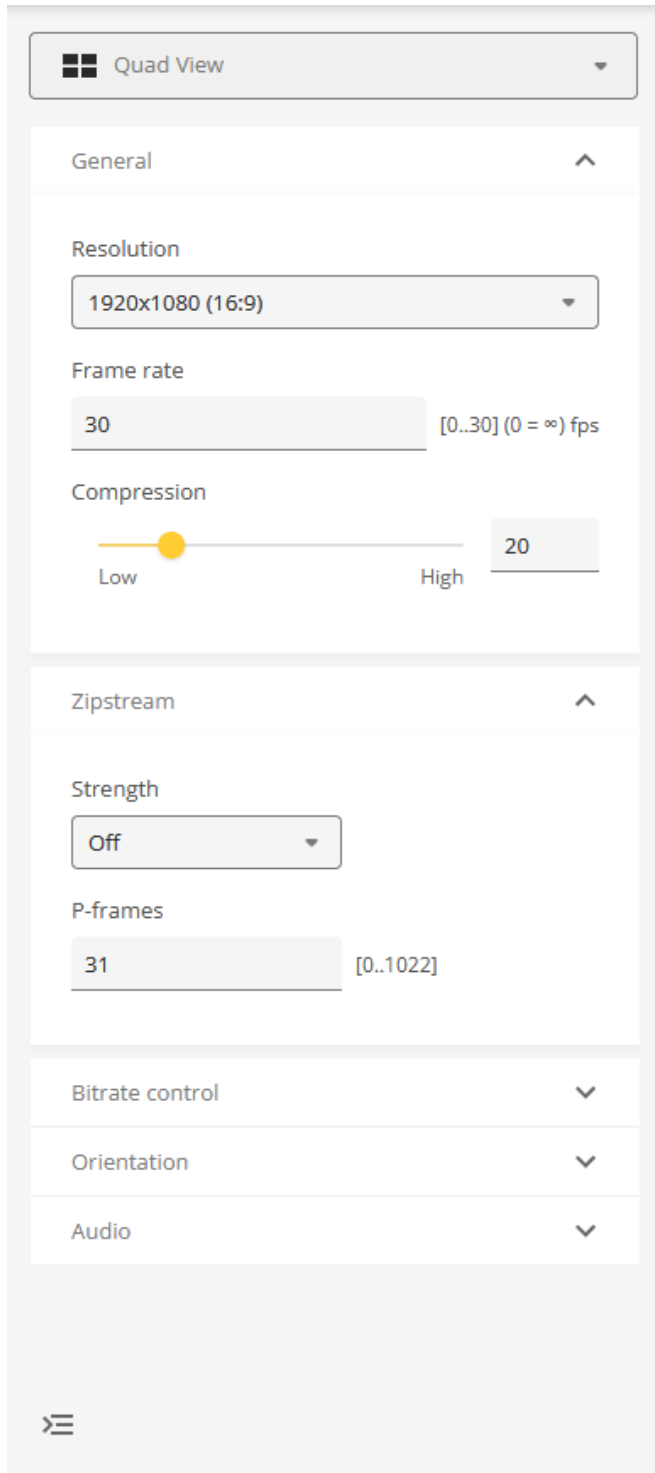 Quad View
General
Resolution
1920x1080 (16:9)
Frame rate
30 [0..30] (0 = ∞) fps
Compression
20
Low High
Zipstream
Strength
Off
P-frames
31 [0..1022]
Bitrate control
Orientation
Audio